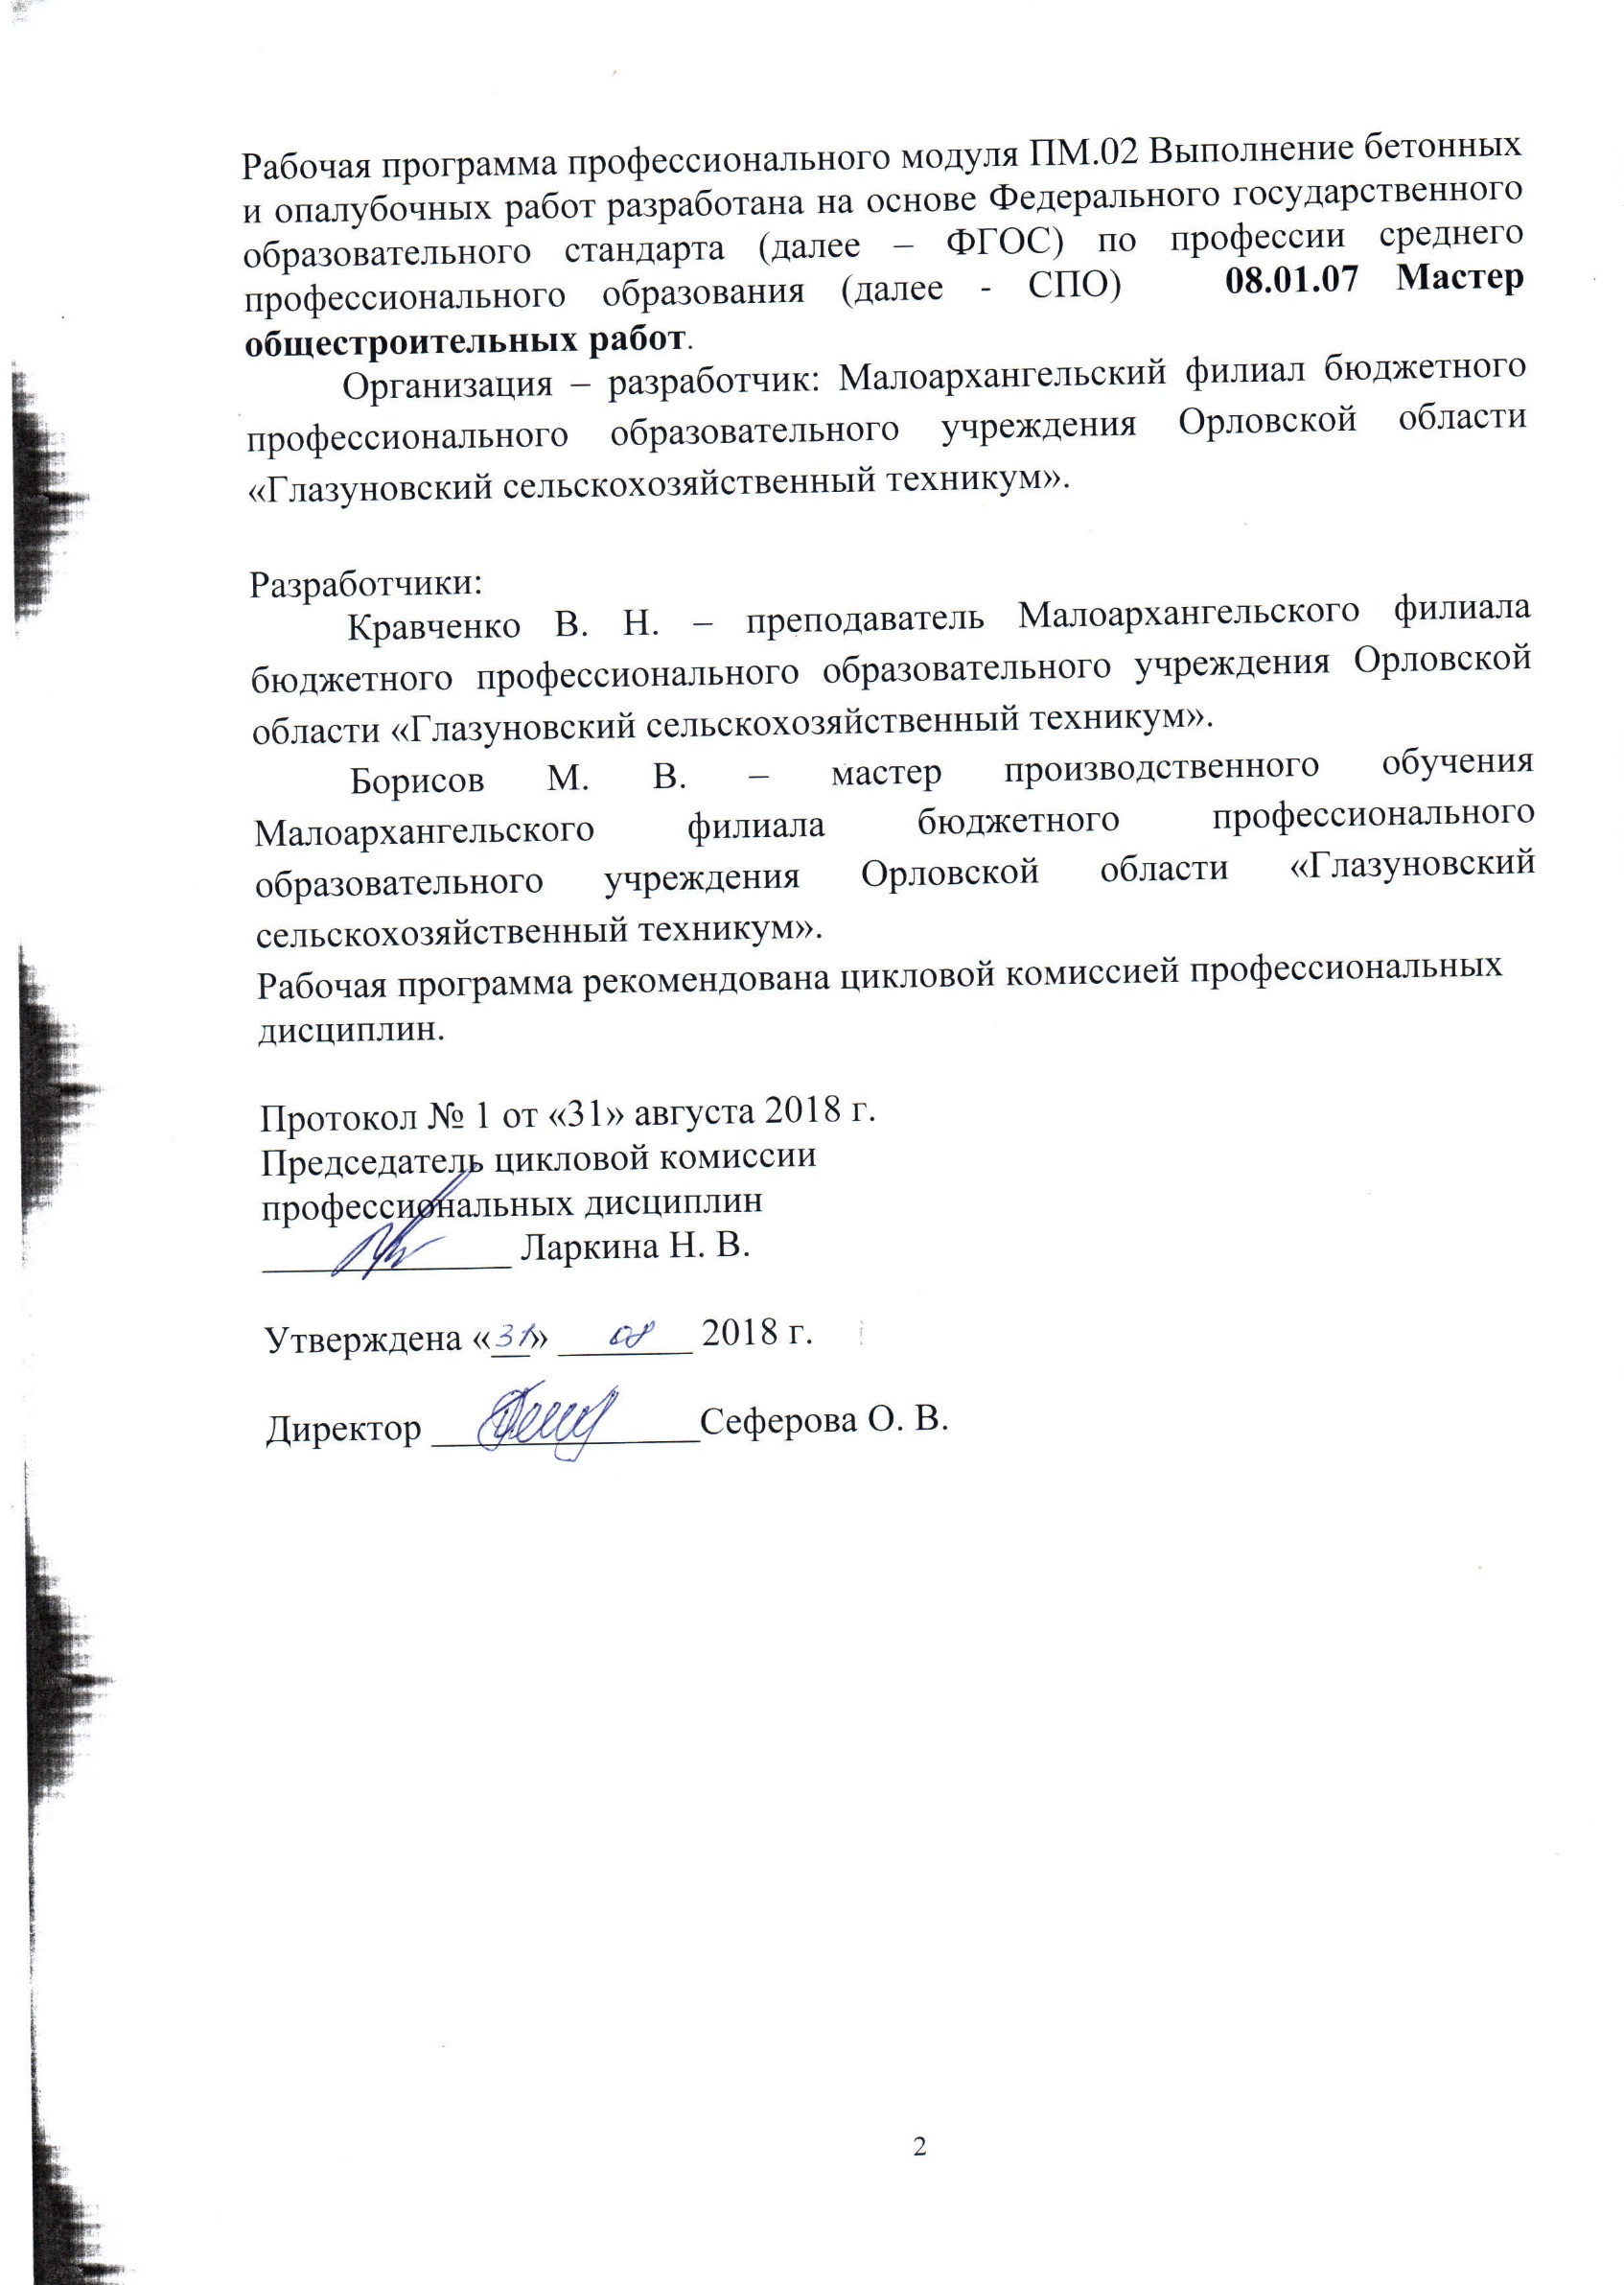 Рабочая программа профессионального модуля ПМ.02 Выполнение бетонных
и опалубочных работ разработана на основе Федерального государственного
образовательного стандарта (далее – ФГОС) по профессии среднего
профессионального образования (далее - СПО) 08.01.07 Мастер
общестроительных работ.
Организация – разработчик: Малоархангельский филиал бюджетного
профессионального образовательного учреждения Орловской области
«Глазуновский сельскохозяйственный техникум».
Разработчики:
Кравченко В. Н. – преподаватель Малоархангельского филиала
бюджетного профессионального образовательного учреждения Орловской
области «Глазуновский сельскохозяйственный техникум».
Борисов М. В. – мастер производственного обучения
Малоархангельского филиала бюджетного профессионального
образовательного учреждения Орловской области «Глазуновский
сельскохозяйственный техникум».
Рабочая программа рекомендована цикловой комиссией профессиональных
дисциплин.
Протокол № 1 от «31» августа 2018 г.
Председатель цикловой комиссии
профессиональных дисциплин
_____________ Ларкина Н. В.
Утверждена «31» 08 2018 г.
Директор ______________Сеферова О. В.
2